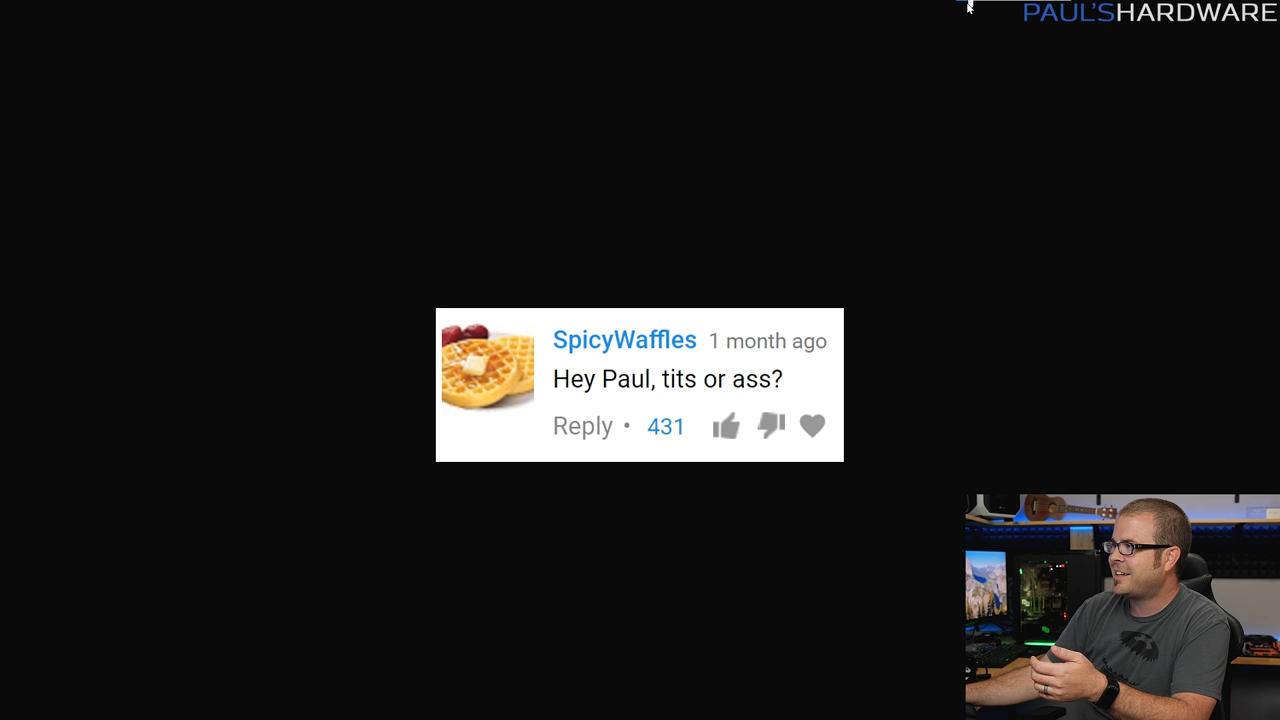 PAUL'SHARDWARE
SpicyWaffles 1 month ago
Hey Paul, tits or ass?
Reply • 431